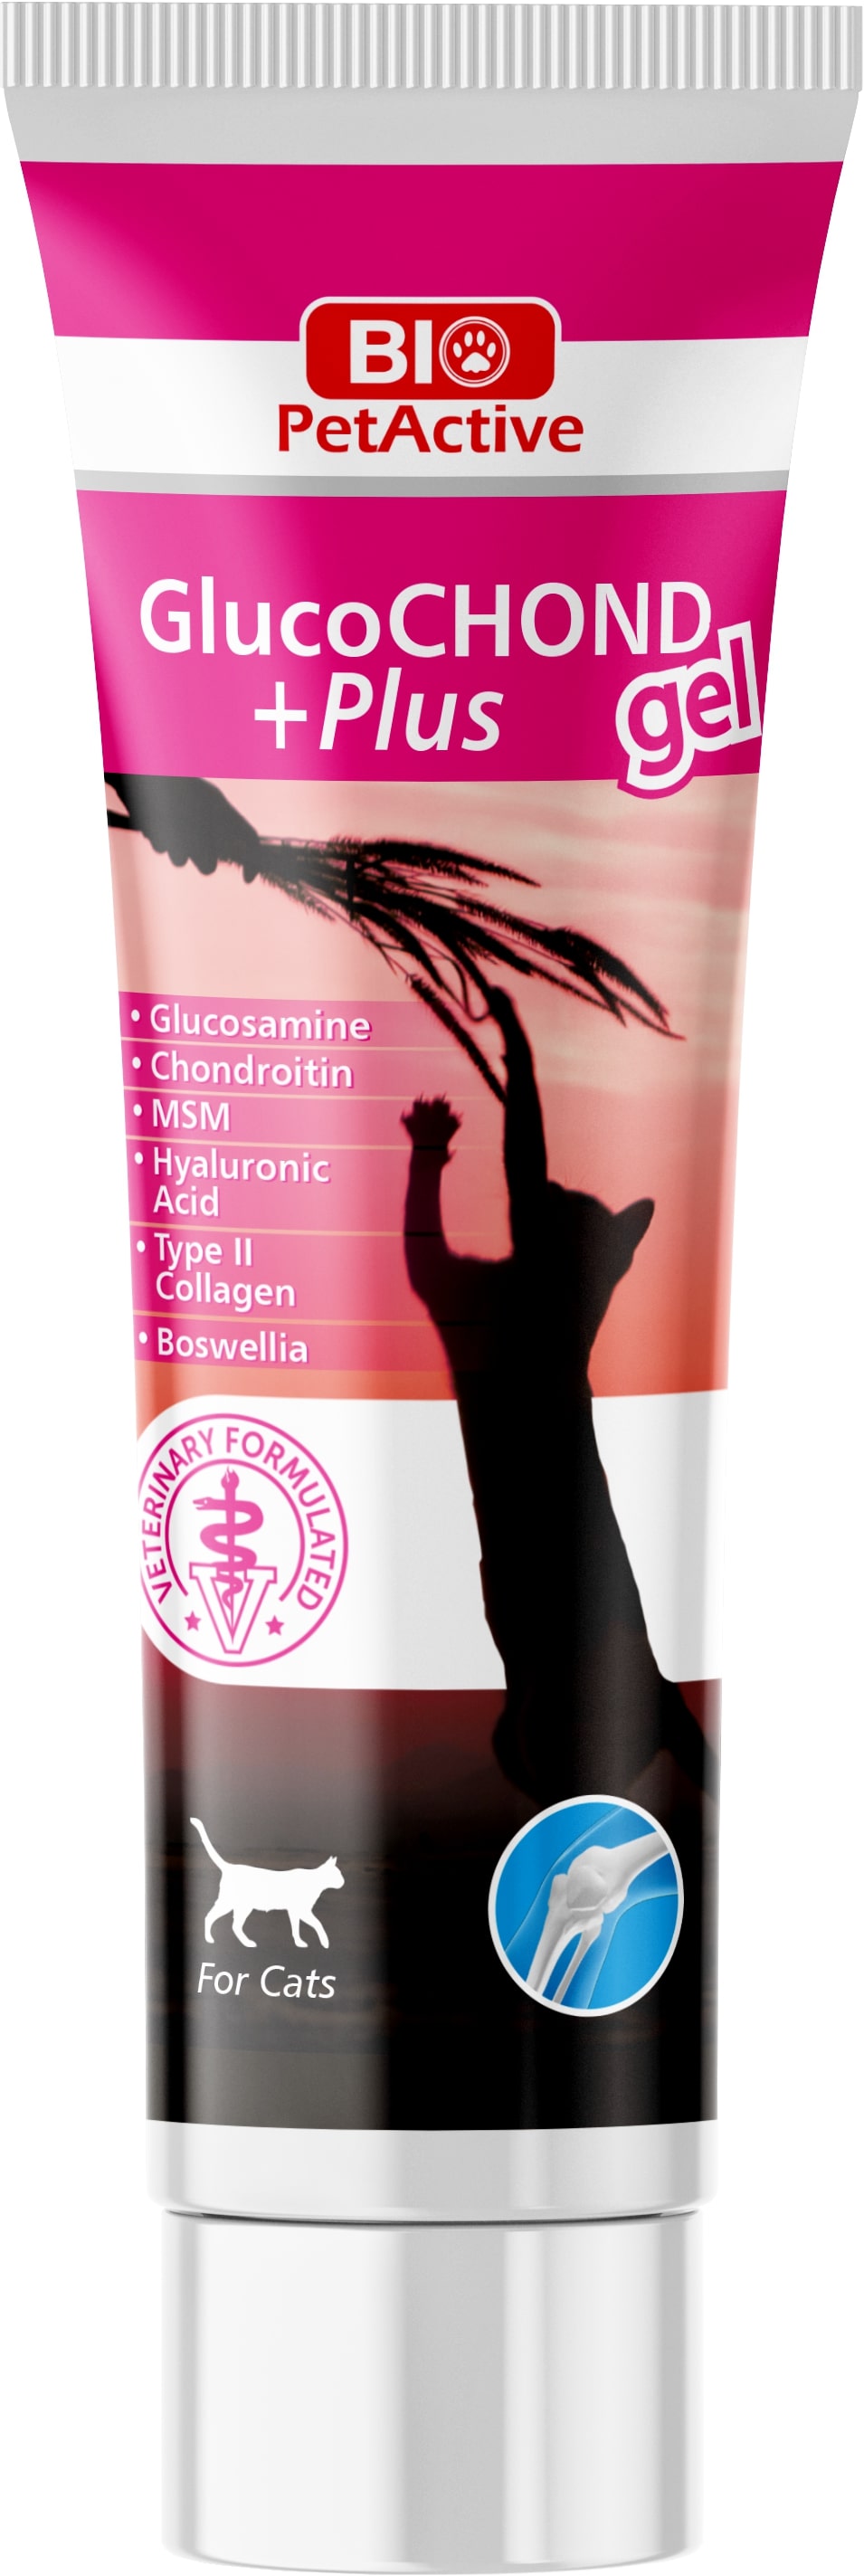 BIO
PetActive
GlucoCHOND
+Plus gel
• Glucosamine
• Chondroitin
• MSM
• Hyaluronic
Acid
• Type II
Collagen
• Boswellia
VETERINARY FORMULATED
V
For Cats